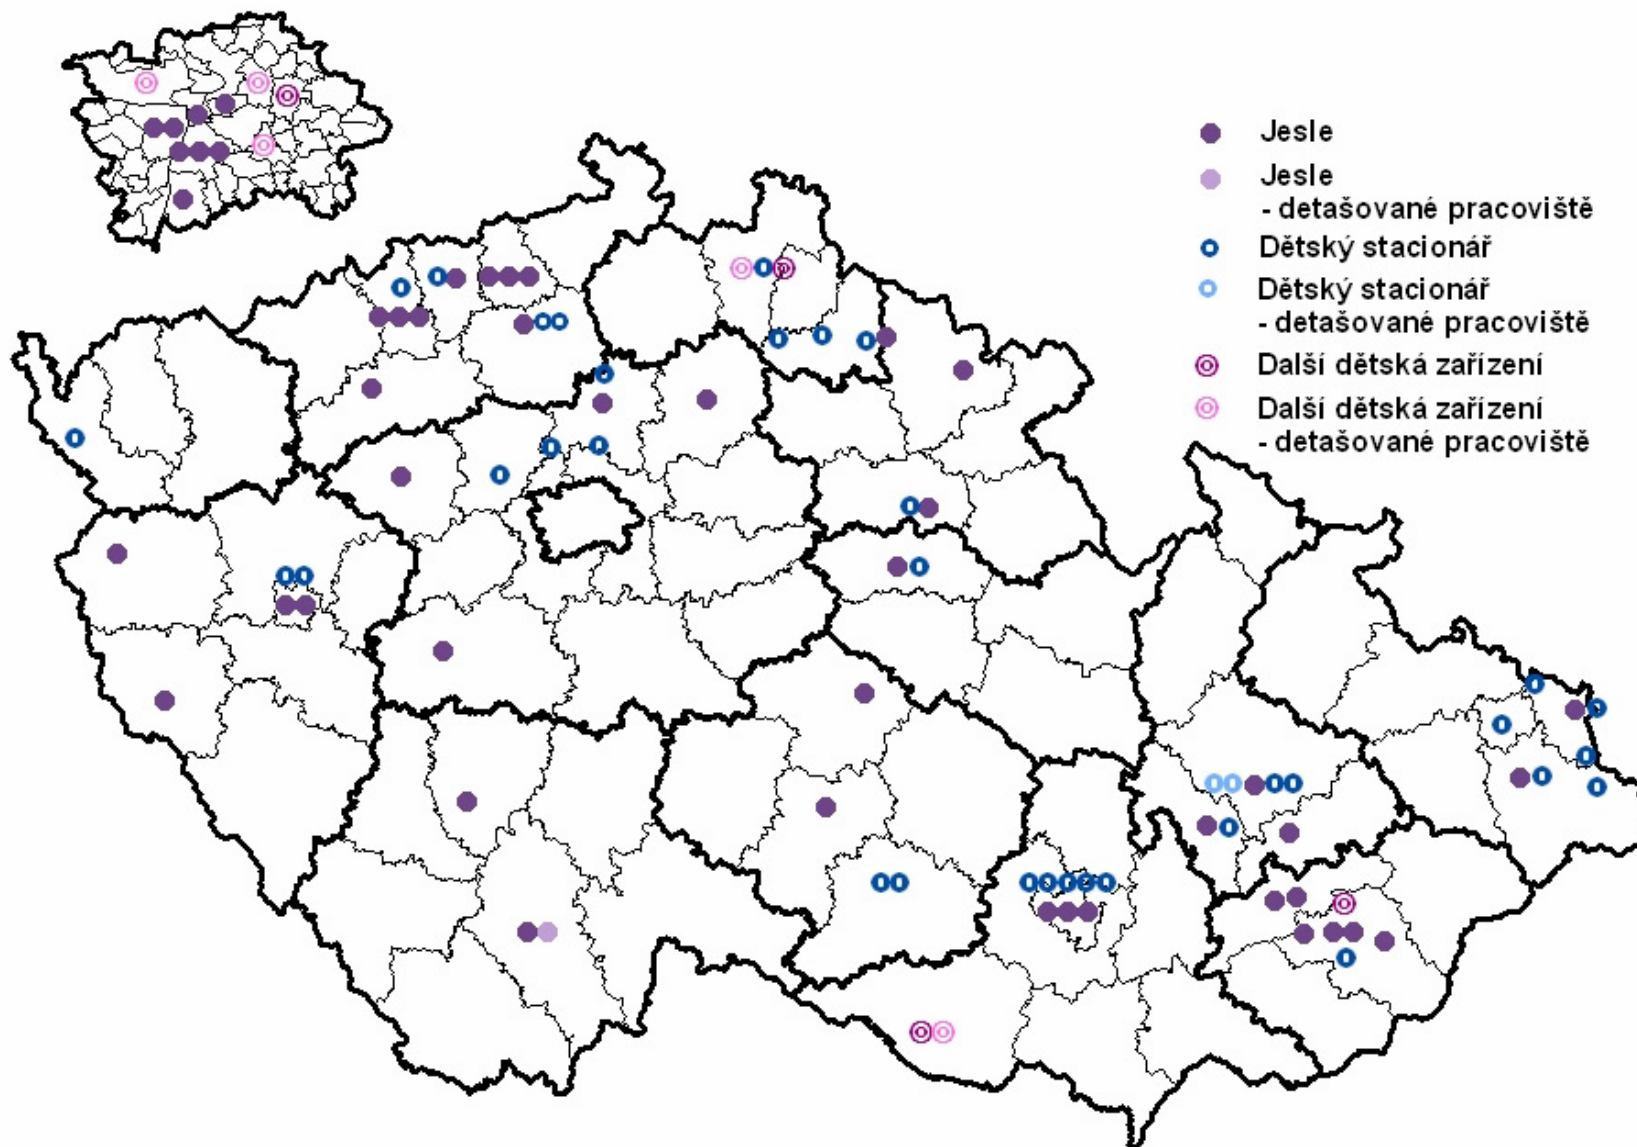 Jesle
Jesle
- detašované pracoviště
Dětský stacionář
Dětský stacionář
- detašované pracoviště
Další dětská zařízení
Další dětská zařízení
- detašované pracoviště